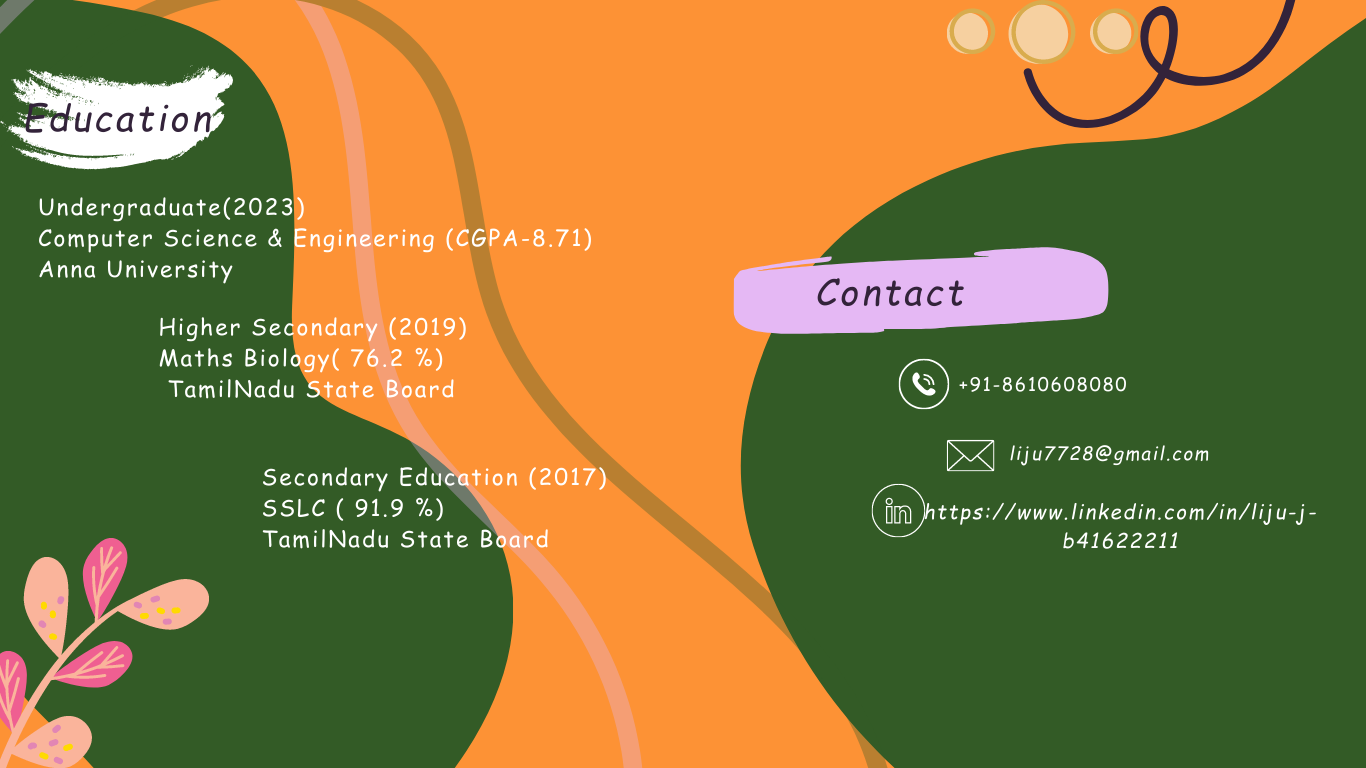 Education
Undergraduate(2023)
Computer Science & Engineering (CGPA-8.71)
Anna University
Higher Secondary (2019)
Maths Biology( 76.2 %)
TamilNadu State Board
Secondary Education (2017)
SSLC ( 91.9 %)
TamilNadu State Board
Contact
+91-8610608080
liju7728@gmail.com
in https://www.linkedin.com/in/liju-j-
b41622211